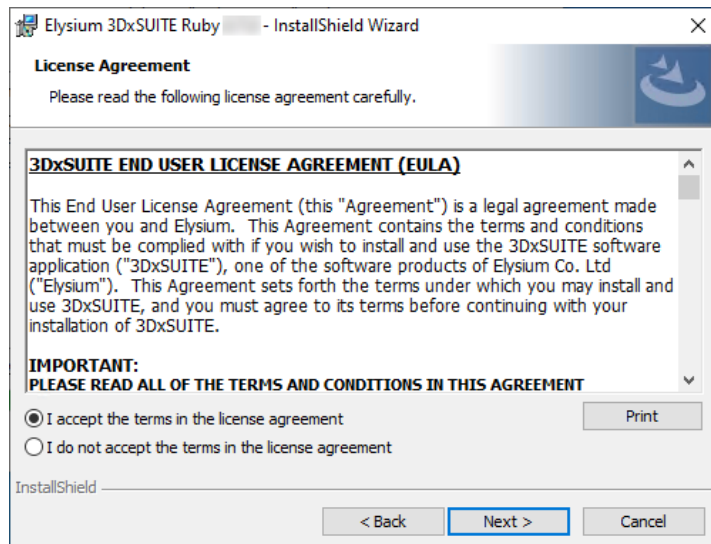 Elysium 3DxSUITE Ruby - InstallShield Wizard
License Agreement
Please read the following license agreement carefully.
3DxSUITE END USER LICENSE AGREEMENT (EULA)
This End User License Agreement (this "Agreement") is a legal agreement made
between you and Elysium.  This Agreement contains the terms and conditions
that must be complied with if you wish to install and use the 3DxSUITE software
application ("3DxSUITE"), one of the software products of Elysium Co. Ltd
("Elysium").  This Agreement sets forth the terms under which you may install and
use 3DxSUITE, and you must agree to its terms before continuing with your
installation of 3DxSUITE.
IMPORTANT:
PLEASE READ ALL OF THE TERMS AND CONDITIONS IN THIS AGREEMENT
I accept the terms in the license agreement
Print
I do not accept the terms in the license agreement
InstallShield
< Back
Next >
Cancel